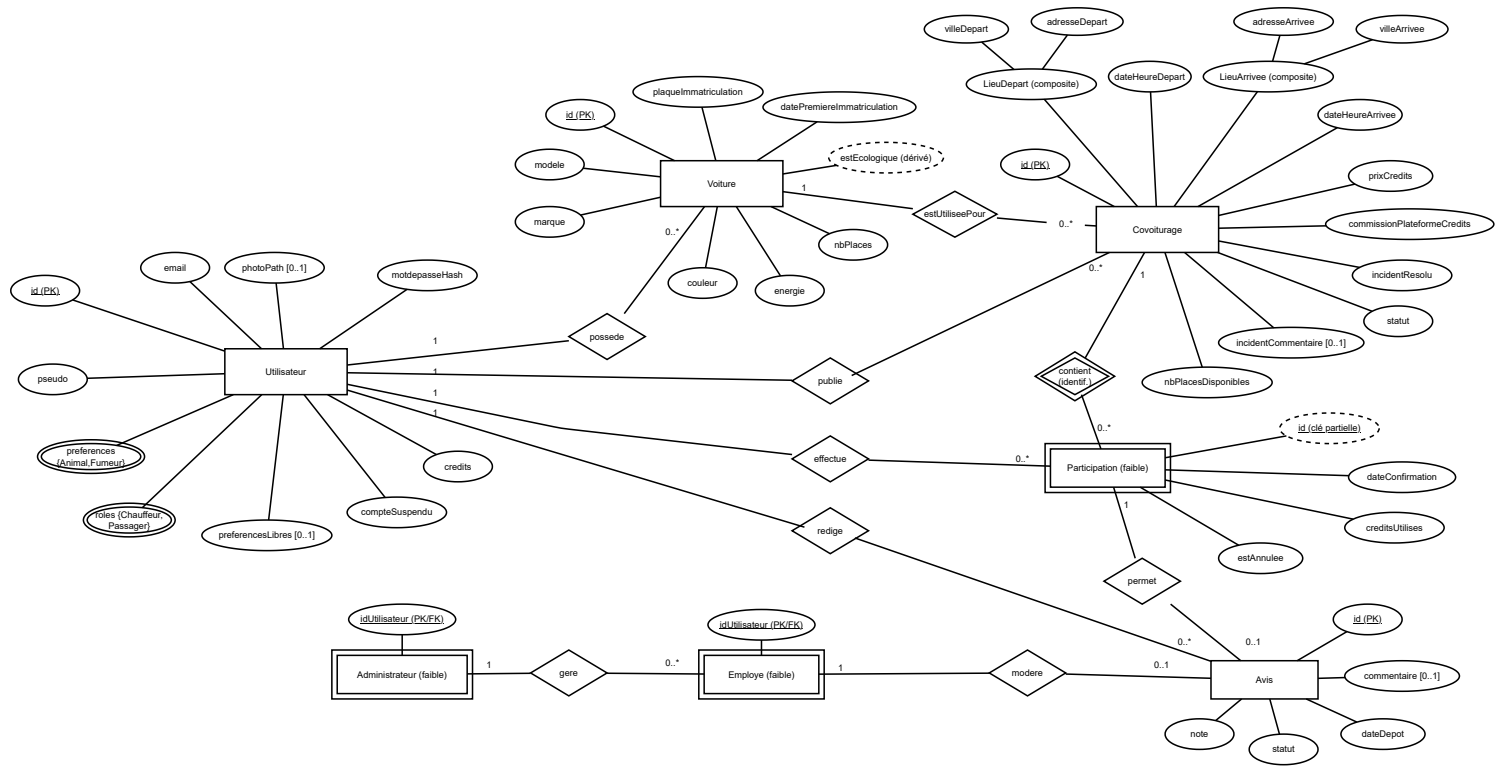 villeDepart
adresseDepart
adresseArrivee
villeArrivee
LieuDepart (composite)
dateHeureDepart
LieuArrivee (composite)
plaqueImmatriculation
datePremiereImmatriculation
id (PK)
dateHeureArrivee
modele
estEcologique (dérivé)
id (PK)
prixCredits
Voiture
1
marque
estUtiliseePour
0..*
Covoiturage
commissionPlateformeCredits
0..*
nbPlaces
email
photoPath [0..1]
motdepasseHash
couleur
energie
0..*
1
incidentResolu
id (PK)
statut
possede
1
incidentCommentaire [0..1]
pseudo
Utilisateur
1
publie
contient
(identif.)
nbPlacesDisponibles
1
1
0..*
id (clé partielle)
preferences
{Animal,Fumeur}
credits
effectue
0..*
Participation (faible)
dateConfirmation
roles {Chauffeur,
Passager}
compteSuspendu
1
preferencesLibres [0..1]
redige
creditsUtilises
estAnnulee
permet
idUtilisateur (PK/FK)
idUtilisateur (PK/FK)
id (PK)
0..*
0..1
Administrateur (faible)
1
gere
0..*
Employe (faible)
1
modere
0..1
Avis
commentaire [0..1]
note
statut
dateDepot